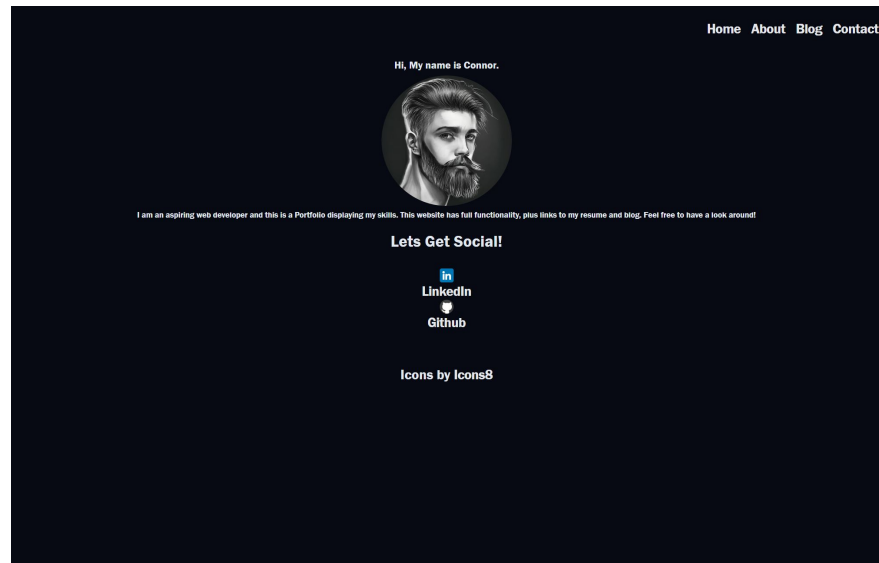 Home About Blog Contact
Hi, My name is Connor.
I am an aspiring web developer and this is a Portfolio displaying my skills. This website has full functionality, plus links to my resume and blog. Feel free to have a look around!
Lets Get Social!
in
LinkedIn
Github
Icons by Icons8